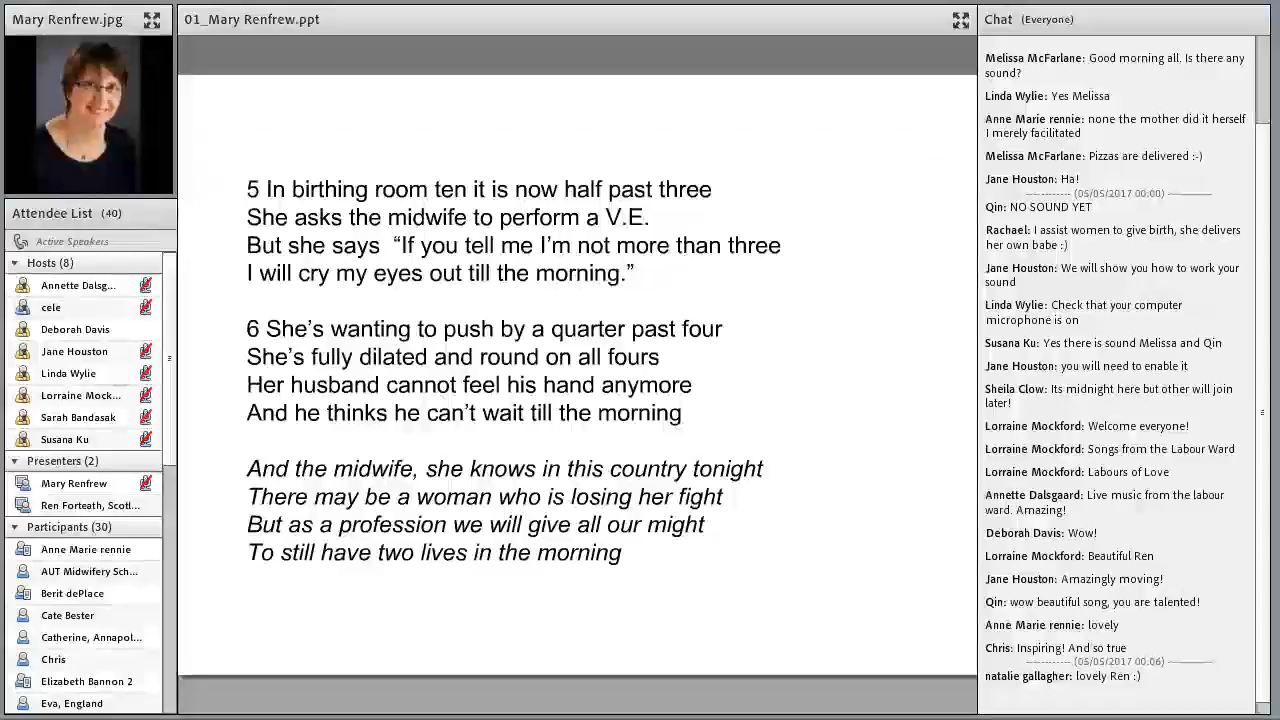 Mary Renfrew.jpg
Attendee List (40)
Active Speakers
Hosts (8)
Annette Dalsg...
cele
Deborah Davis
Jane Houston
Linda Wylie
Lorraine Mock...
Sarah Bandasak
Susana Ku
Presenters (2)
Mary Renfrew
Ren Forteath, Scotl...
Participants (30)
Anne Marie rennie
AUT Midwifery Sch...
Berit dePlace
Cate Bester
Catherine, Annapol...
Chris
Elizabeth Bannon 2
Eva, England
01_Mary Renfrew.ppt
5 In birthing room ten it is now half past three
She asks the midwife to perform a V.E.
But she says “If you tell me I’m not more than three
I will cry my eyes out till the morning.”
6 She’s wanting to push by a quarter past four
She’s fully dilated and round on all fours
Her husband cannot feel his hand anymore
And he thinks he can’t wait till the morning
And the midwife, she knows in this country tonight
There may be a woman who is losing her fight
But as a profession we will give all our might
To still have two lives in the morning
Chat (Everyone)
Melissa McFarlane: Good morning all. Is there any
sound?
Linda Wylie: Yes Melissa
Anne Marie rennie: none the mother did it herself
I merely facilitated
Melissa McFarlane: Pizzas are delivered :-)
Jane Houston: Ha!
----------- (05/05/2017 00:00) -----------
Qin: NO SOUND YET
Rachael: I assist women to give birth, she delivers
her own babe :)
Jane Houston: We will show you how to work your
sound
Linda Wylie: Check that your computer
microphone is on
Susana Ku: Yes there is sound Melissa and Qin
Jane Houston: you will need to enable it
Sheila Clow: Its midnight here but other will join
later!
Lorraine Mockford: Welcome everyone!
Lorraine Mockford: Songs from the Labour Ward
Lorraine Mockford: Labours of Love
Annette Dalsgaard: Live music from the labour
ward. Amazing!
Deborah Davis: Wow!
Lorraine Mockford: Beautiful Ren
Jane Houston: Amazingly moving!
Qin: wow beautiful song, you are talented!
Anne Marie rennie: lovely
Chris: Inspiring! And so true
----------- (05/05/2017 00:06) -----------
natalie gallagher: lovely Ren :)